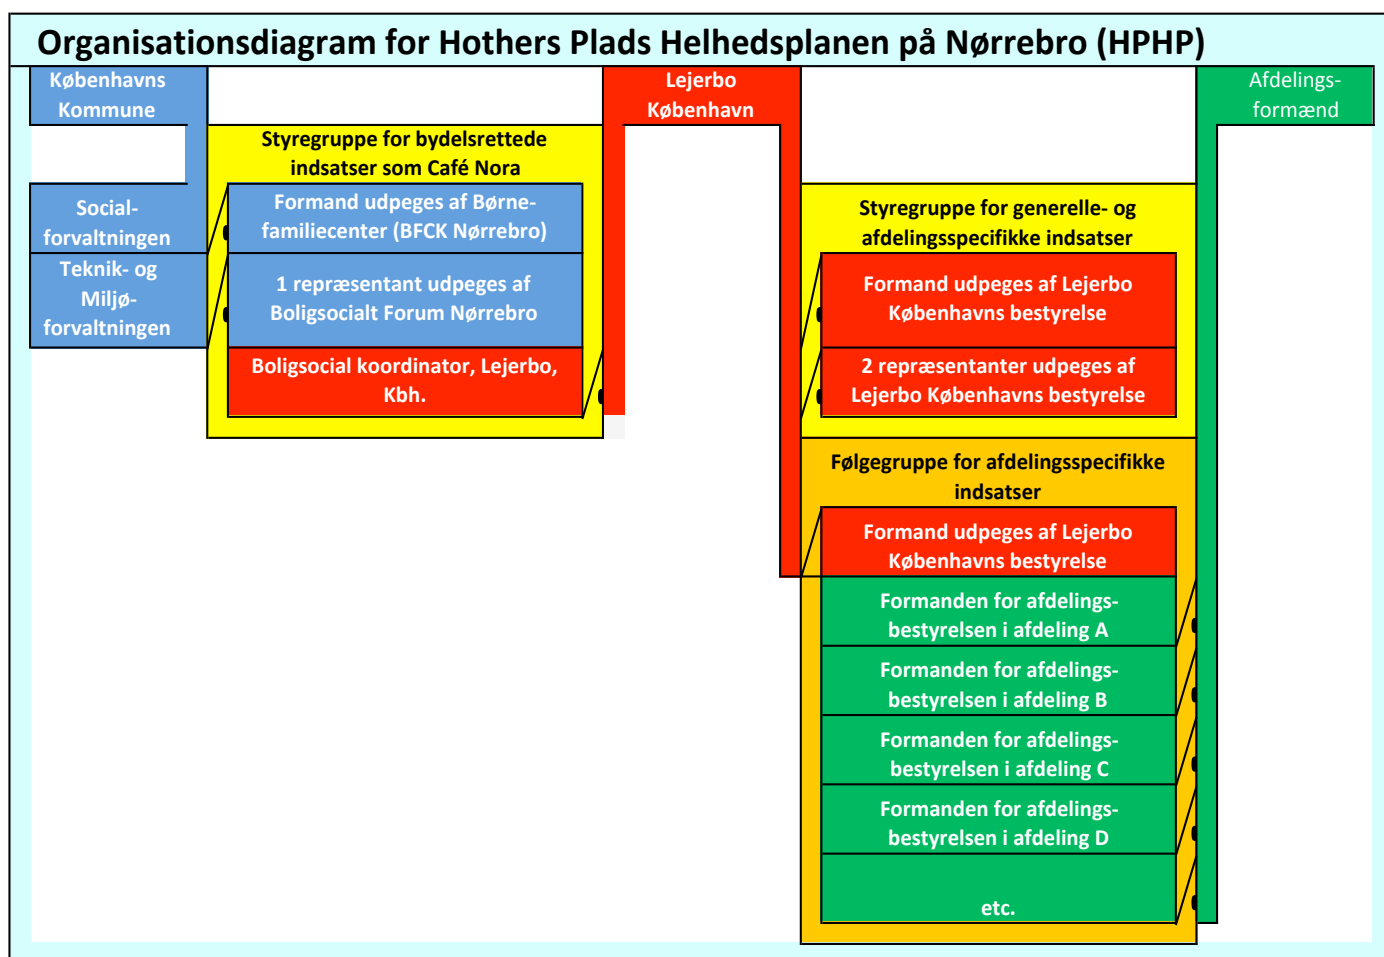 Organisationsdiagram for Hothers Plads Helhedsplanen på Nørrebro (HPHP)
Københavns
Kommune
Lejerbo
København
Afdelings-
formænd
Styregruppe for bydelsrettede
indsatser som Café Nora
Social-
forvaltningen
Teknik- og
Miljø-
forvaltningen
Formand udpeges af Børne-
familiecenter (BFCK Nørrebro)
1 repræsentant udpeges af
Boligsocialt Forum Nørrebro
Boligsocial koordinator, Lejerbo,
Kbh.
Styregruppe for generelle- og
afdelingsspecifikke indsatser
Formand udpeges af Lejerbo
Københavns bestyrelse
2 repræsentanter udpeges af
Lejerbo Københavns bestyrelse
Følgegruppe for afdelingsspecifikke
indsatser
Formand udpeges af Lejerbo
Københavns bestyrelse
Formanden for afdelings-
bestyrelsen i afdeling A
Formanden for afdelings-
bestyrelsen i afdeling B
Formanden for afdelings-
bestyrelsen i afdeling C
Formanden for afdelings-
bestyrelsen i afdeling D
etc.